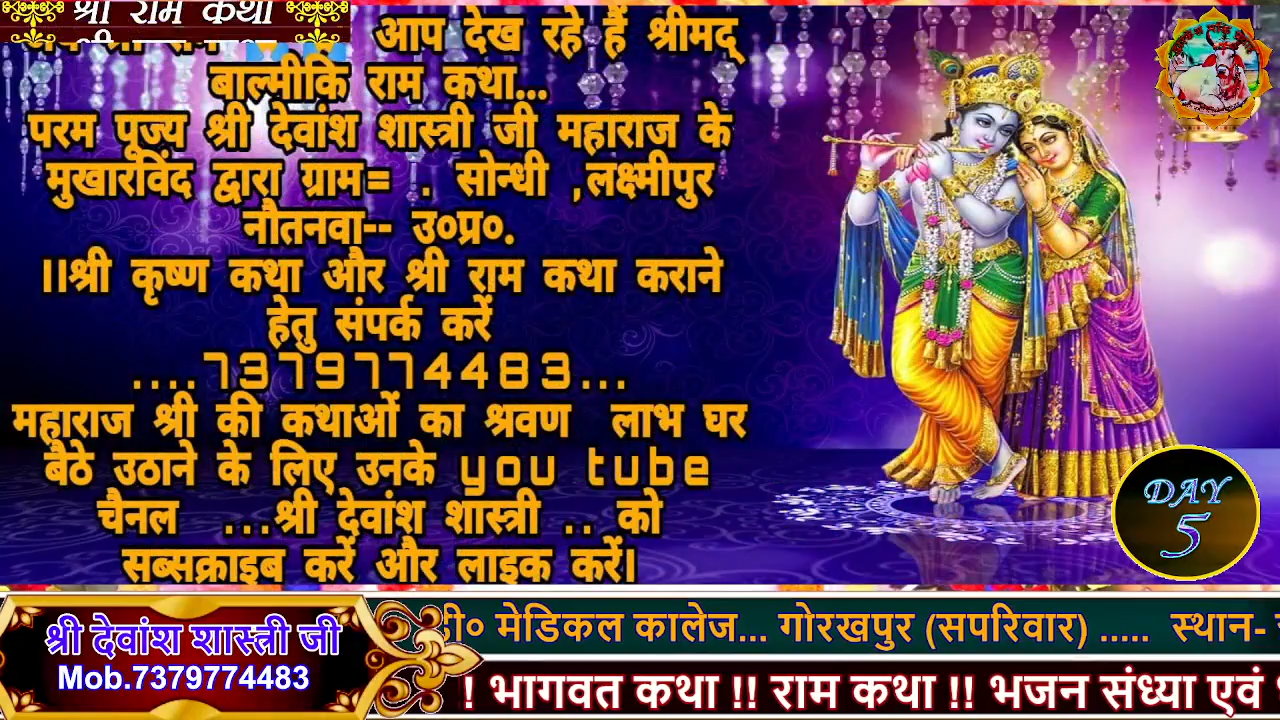 श्री राम कथा
आप देख रहे हैं श्रीमद्
बाल्मीकि राम कथा...
परम पूज्य श्री देवांश शास्त्री जी महाराज के
मुखारविंद द्वारा ग्राम= . सोन्धी ,लक्ष्मीपुर
नौतनवा-- उ०प्र०.
।।श्री कृष्ण कथा और श्री राम कथा कराने
हेतु संपर्क करें
....7379774483...
महाराज श्री की कथाओं का श्रवण लाभ घर
बैठे उठाने के लिए उनके you tube
चैनल ...श्री देवांश शास्त्री .. को
सब्सक्राइब करें और लाइक करें।
DAY
5
श्री देवांश शास्त्री जी
Mob.7379774483
मेडिकल कालेज... गोरखपुर (सपरिवार) ..... स्थान-
! भागवत कथा !! राम कथा !! भजन संध्या एवं